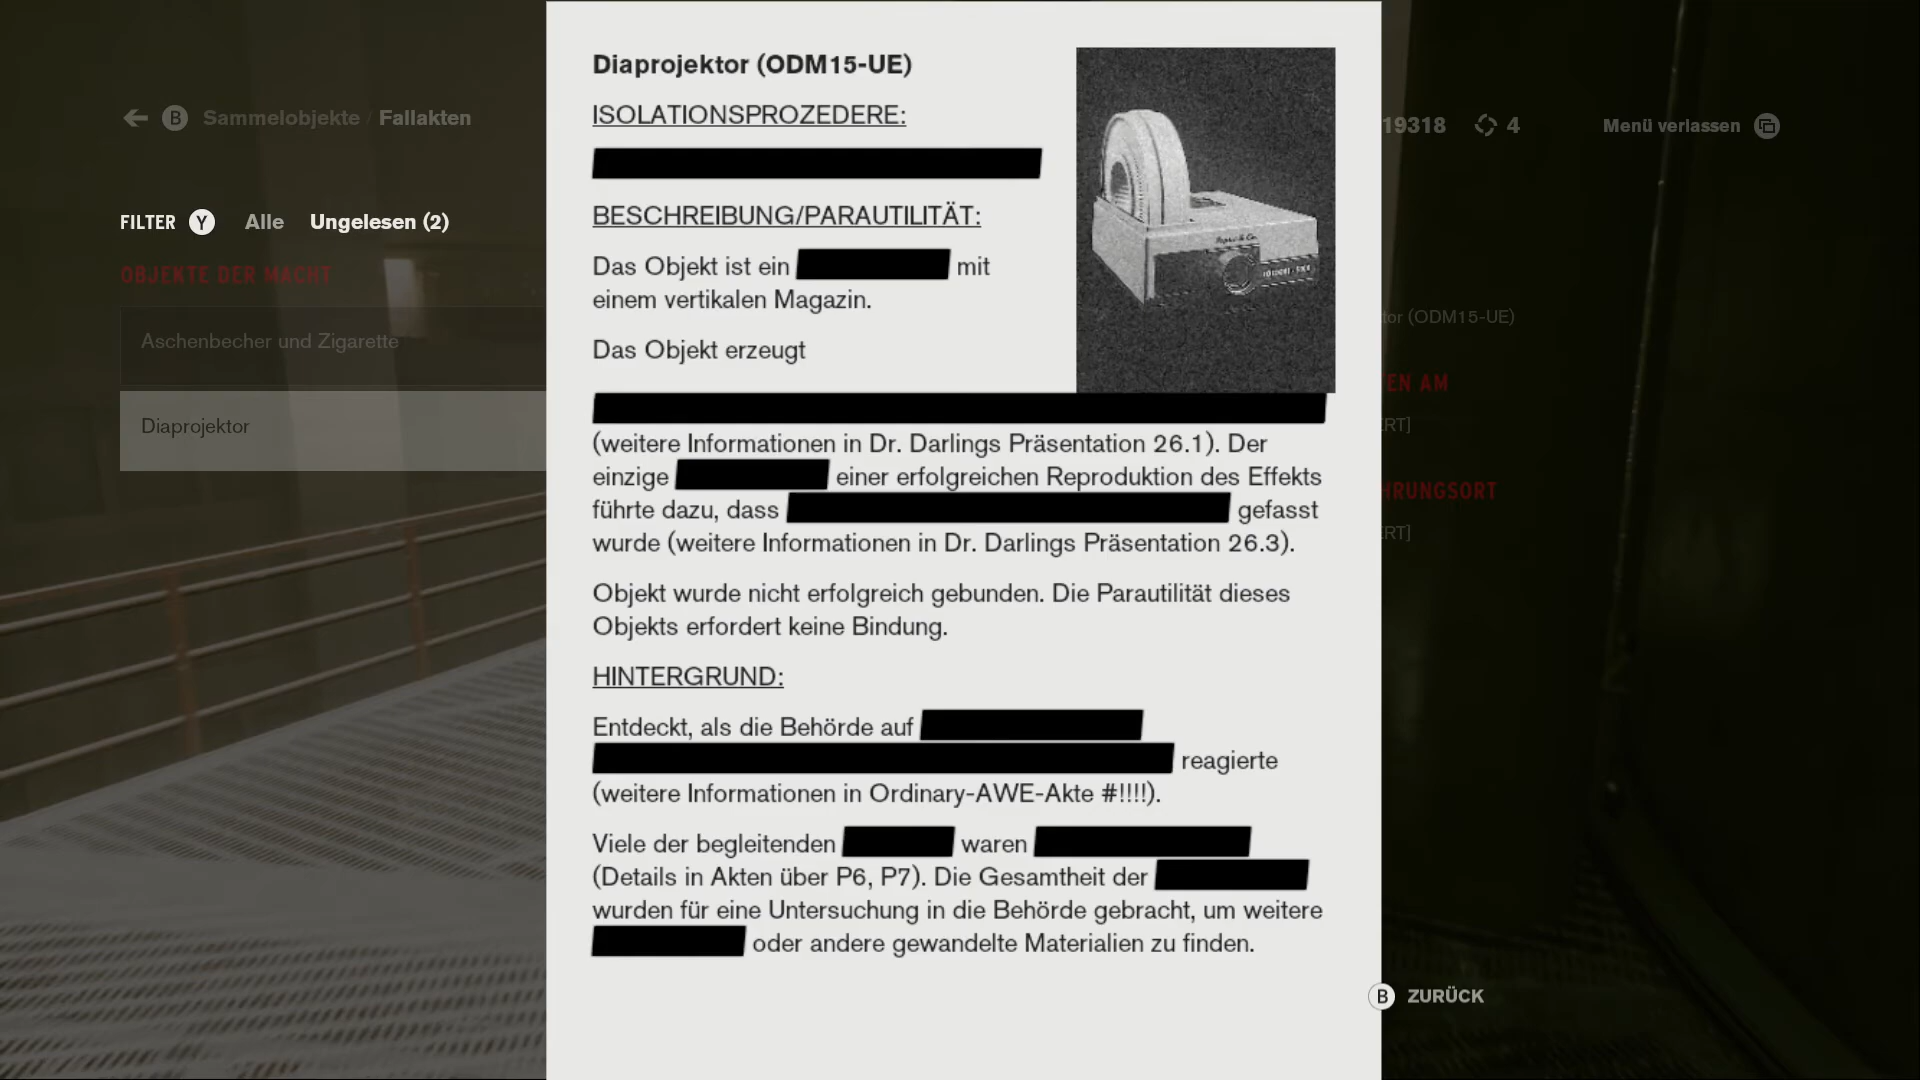 Diaprojektor (ODM15-UE)
ISOLATIONSPROZEDERE:
BESCHREIBUNG/PARAUTILITÄT:
Das Objekt ist ein mit
einem vertikalen Magazin.
Das Objekt erzeugt
(weitere Informationen in Dr. Darlings Präsentation 26.1). Der
einzige einer erfolgreichen Reproduktion des Effekts
führte dazu, dass gefasst
wurde (weitere Informationen in Dr. Darlings Präsentation 26.3).
Objekt wurde nicht erfolgreich gebunden. Die Parautilität dieses
Objekts erfordert keine Bindung.
HINTERGRUND:
Entdeckt, als die Behörde auf
reagierte
(weitere Informationen in Ordinary-AWE-Akte #!!!!).
Viele der begleitenden waren
(Details in Akten über P6, P7). Die Gesamtheit der
wurden für eine Untersuchung in die Behörde gebracht, um weitere
oder andere gewandelte Materialien zu finden.
B Sammelobjekte / Fallakten
FILTER Y Alle Ungelesen (2)
OBJEKTE DER MACHT
Aschenbecher und Zigarette
Diaprojektor
19318 4 Menü verlassen
tor (ODM15-UE)
EN AM
ERT]
HRUNGSORT
ERT]
B ZURÜCK